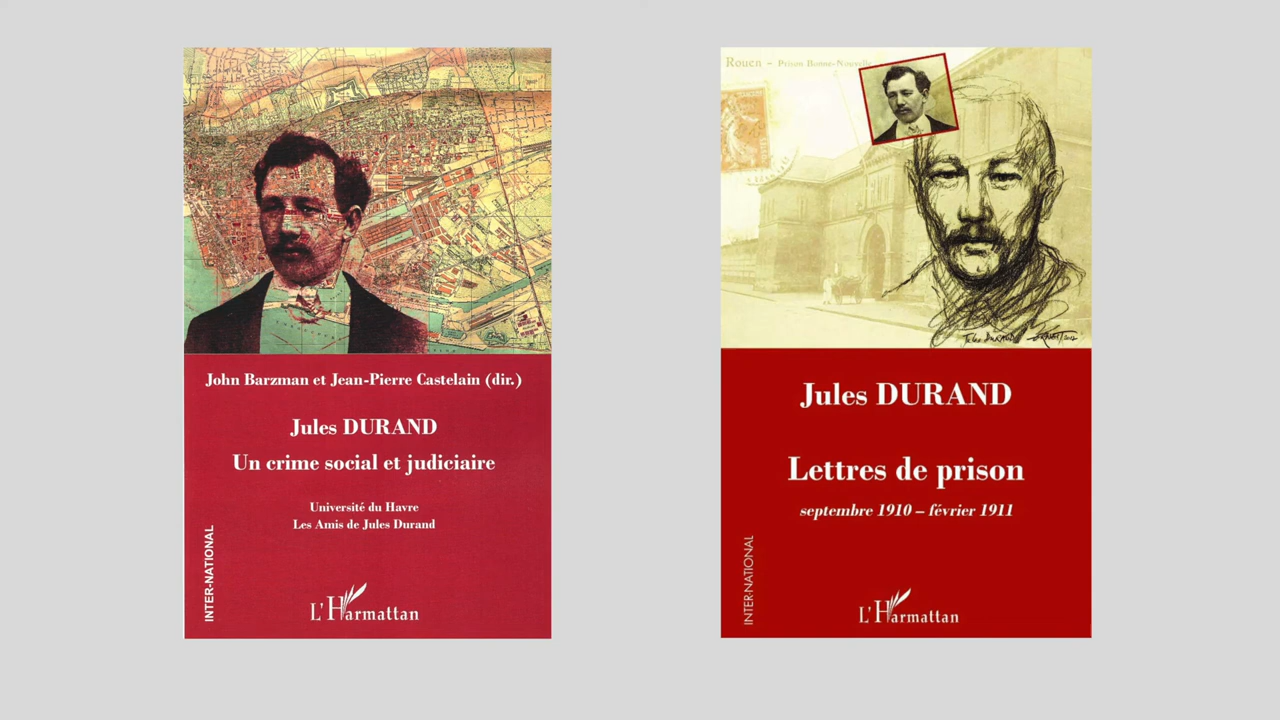 John Barzman et Jean-Pierre Castelain (dir.)
Jules DURAND
Un crime social et judiciaire
Université du Havre
Les Amis de Jules Durand
INTER-NATIONAL
L'Harmattan
Rouen - Prison Bonne-Nouvelle
Jules DURAND
Lettres de prison
septembre 1910 – février 1911
INTER-NATIONAL
L'Harmattan